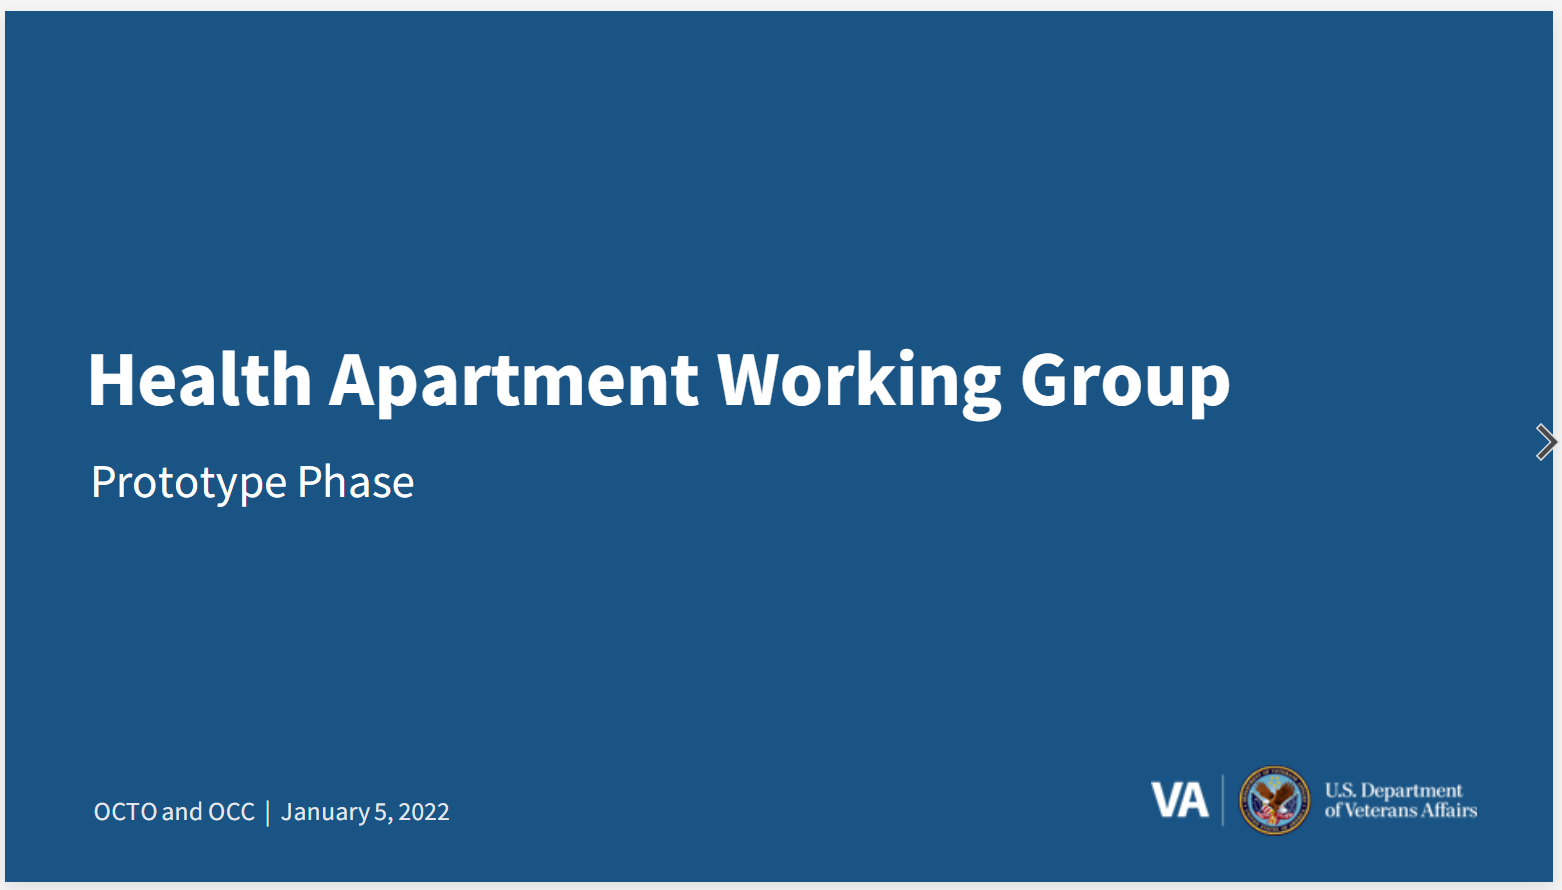 Health Apartment Working Group
Prototype Phase
OCTO and OCC | January 5, 2022
VA
U.S. Department
of Veterans Affairs